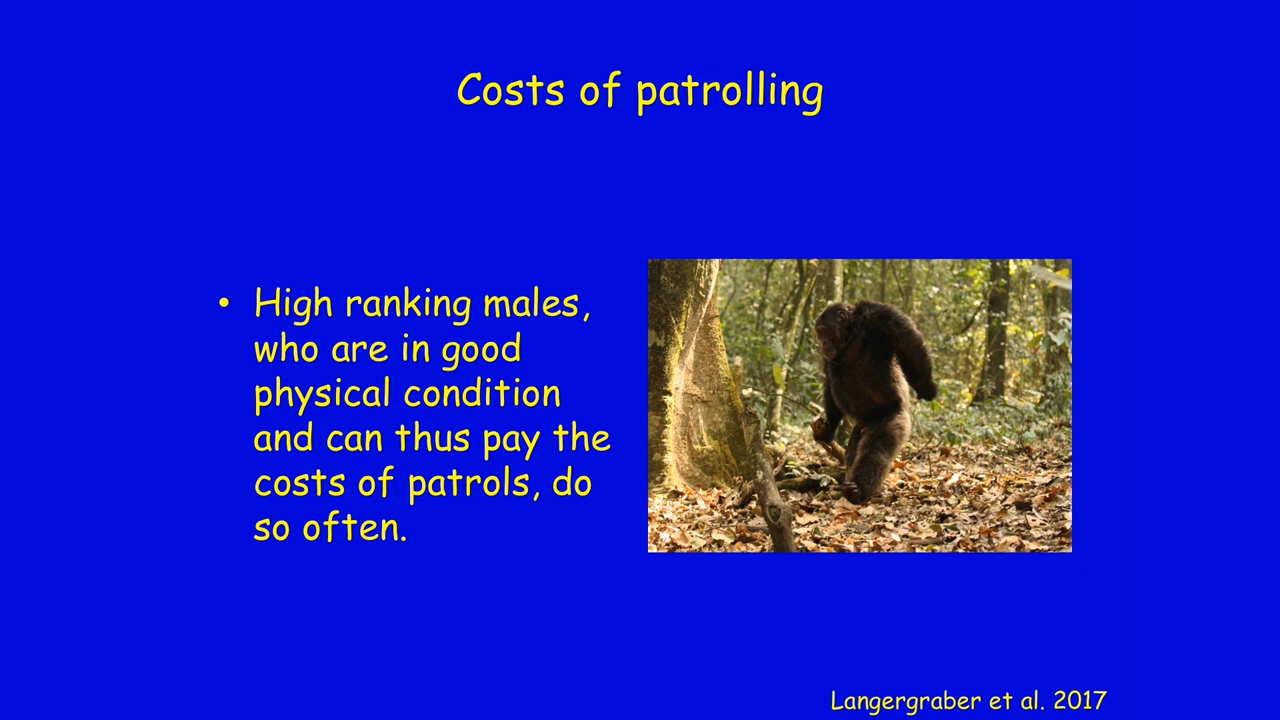 Costs of patrolling
• High ranking males,
who are in good
physical condition
and can thus pay the
costs of patrols, do
so often.
Langergraber et al. 2017